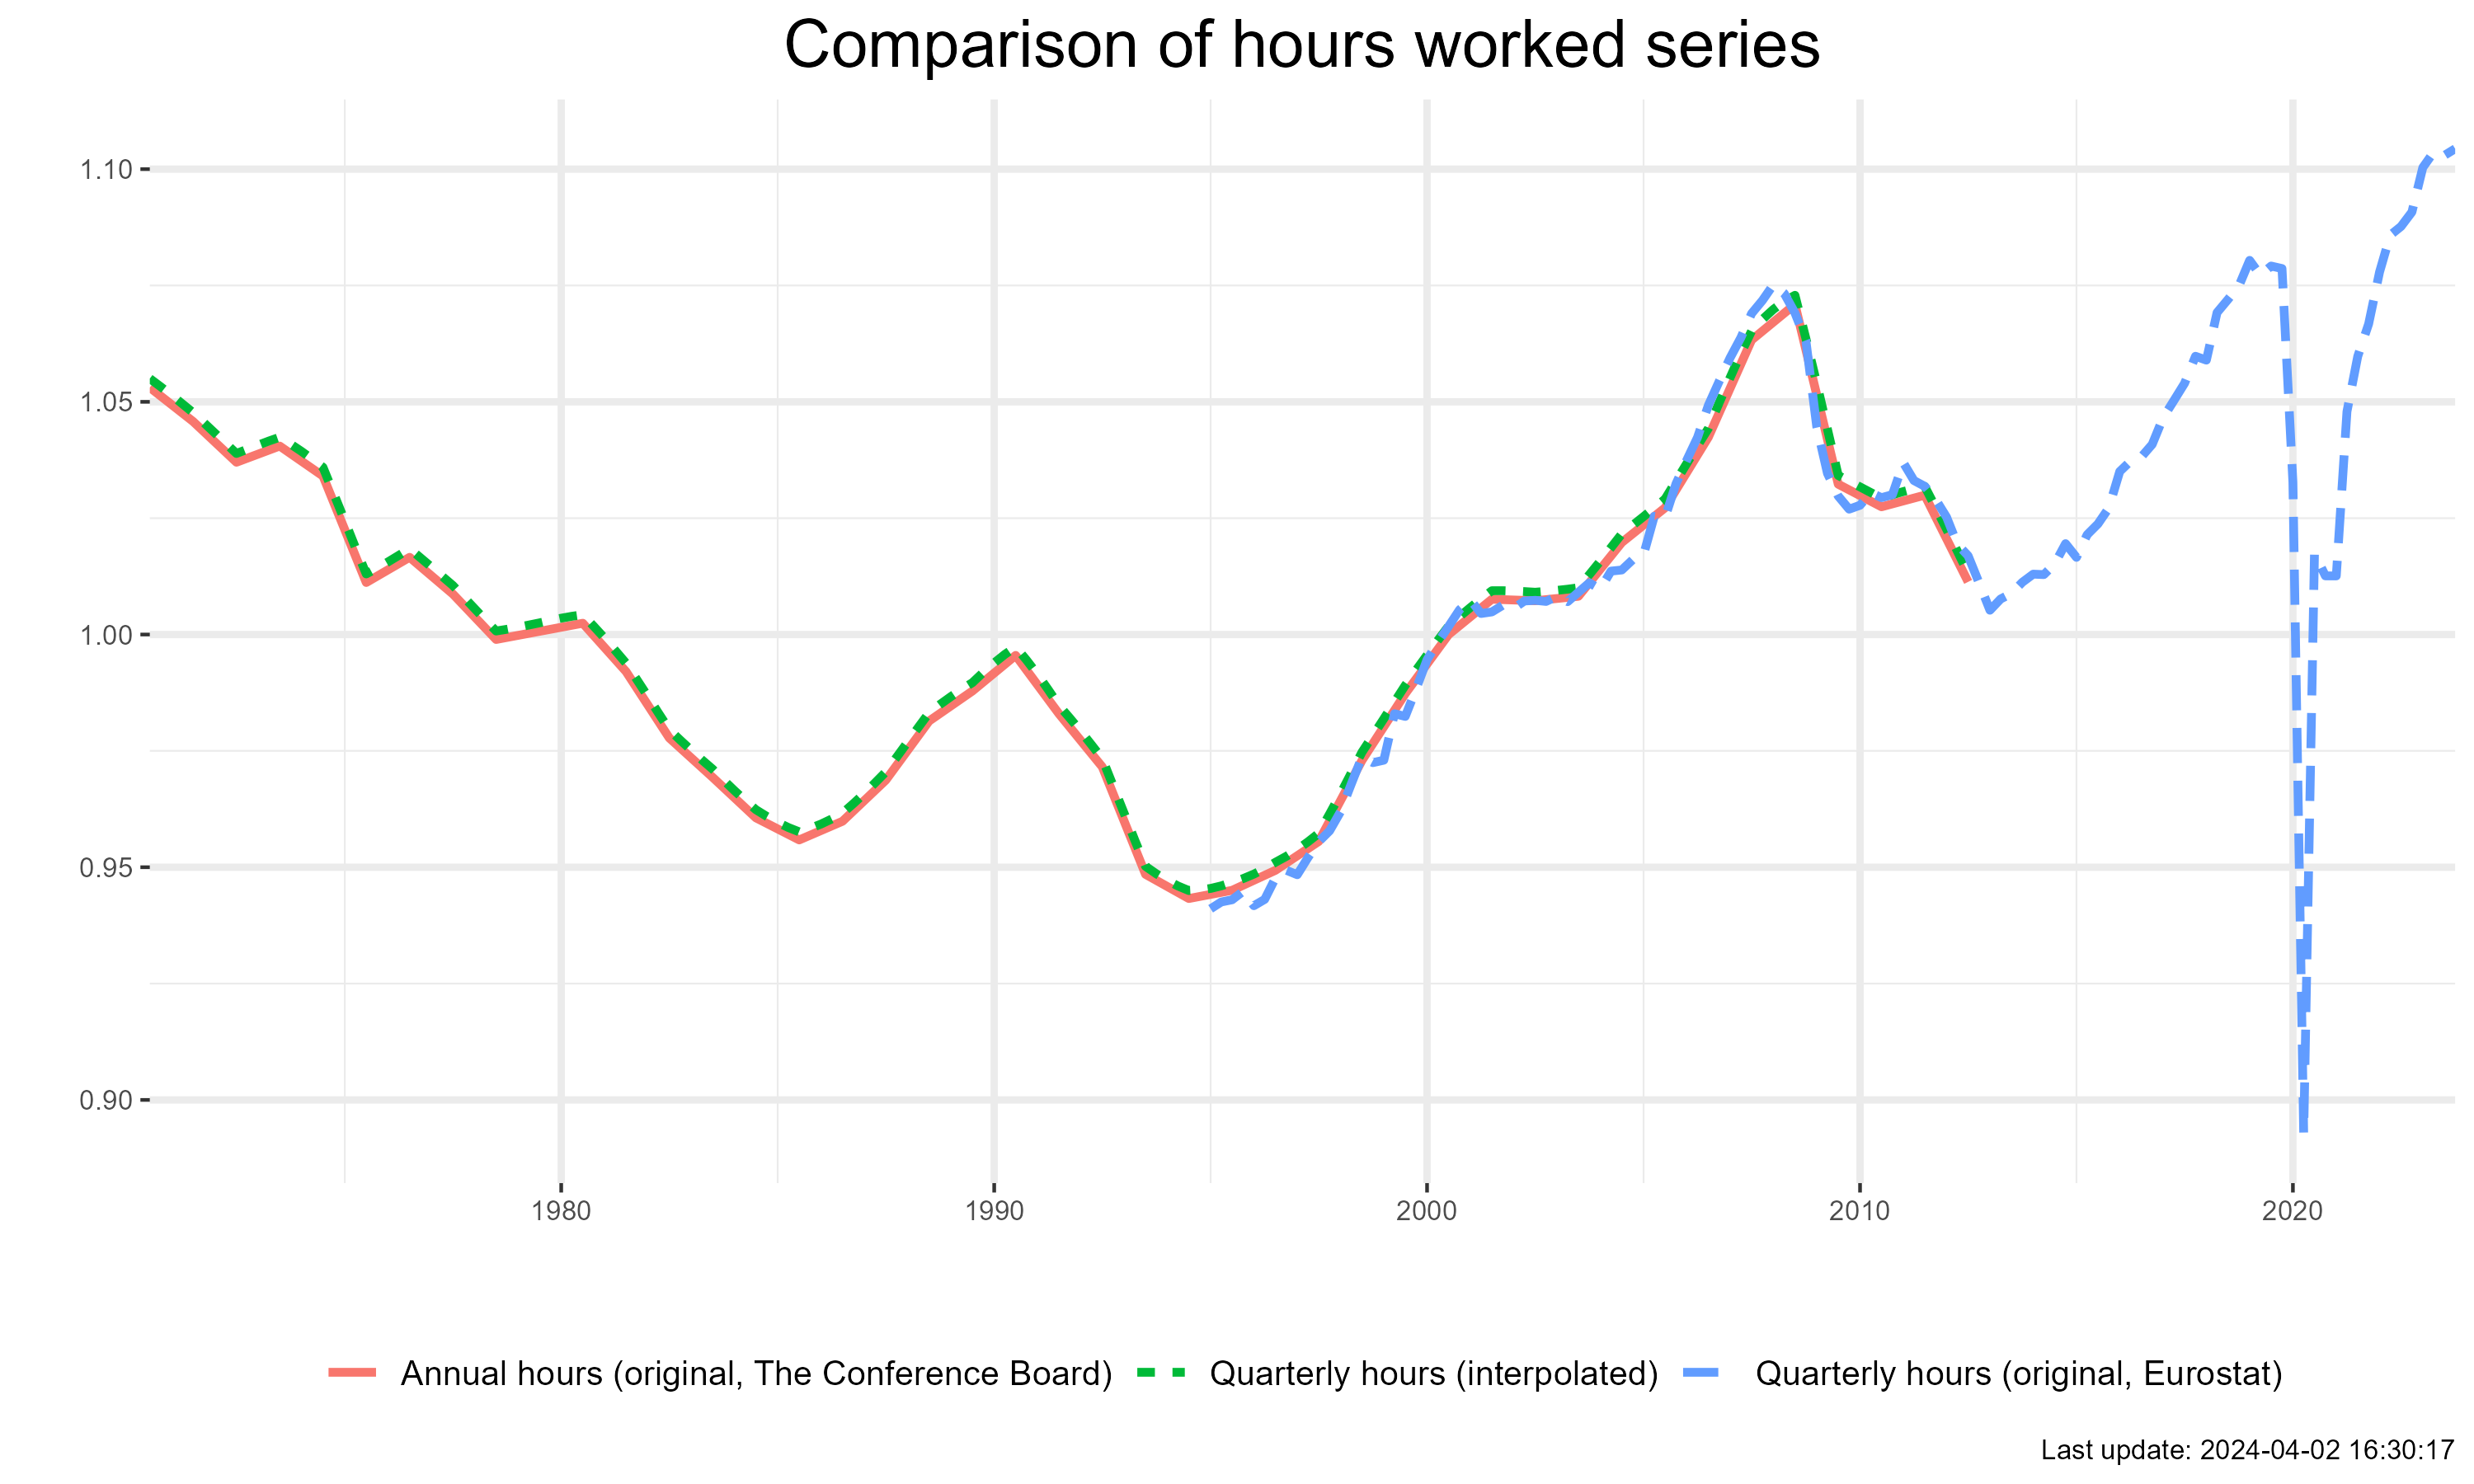 Comparison of hours worked series
1.10
1.05
1.00
0.95
0.90
1980 1990 2000 2010 2020
Annual hours (original, The Conference Board) Quarterly hours (interpolated) Quarterly hours (original, Eurostat)
Last update: 2024-04-02 16:30:17